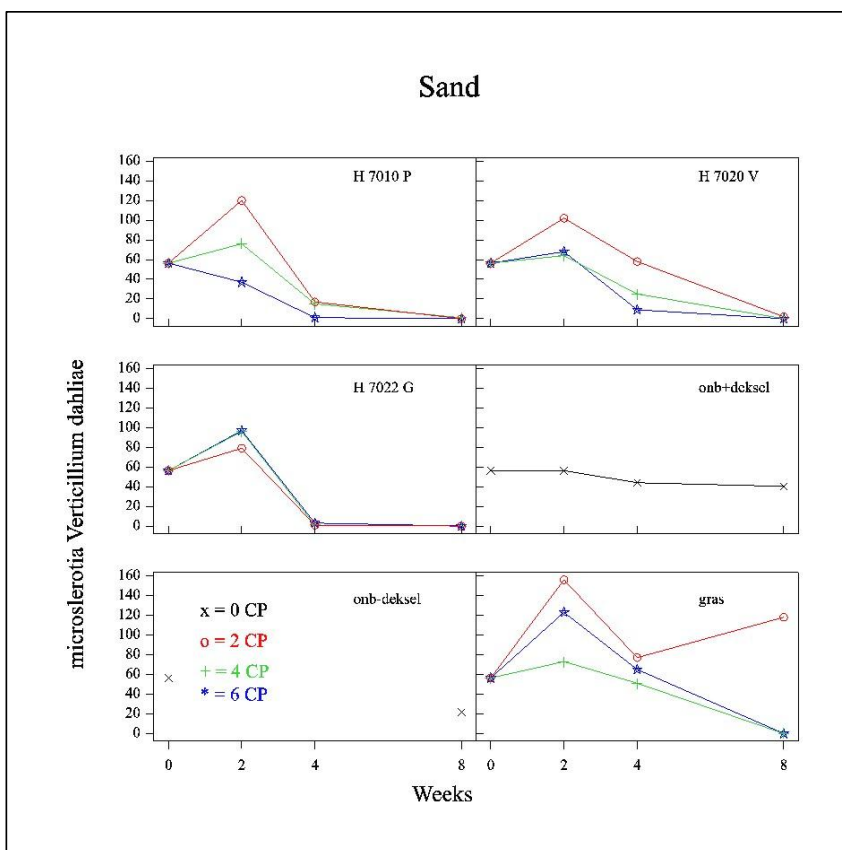 Sand
microslerotia Verticillium dahliae
160
140
120
100
80
60
40
20
0
H 7010 P
H 7020 V
160
140
120
100
80
60
40
20
0
H 7022 G
onb+deksel
160
140
120
100
80
60
40
20
0
onb-deksel
x = 0 CP
o = 2 CP
+ = 4 CP
* = 6 CP
gras
0 2 4 8 0 2 4 8
Weeks